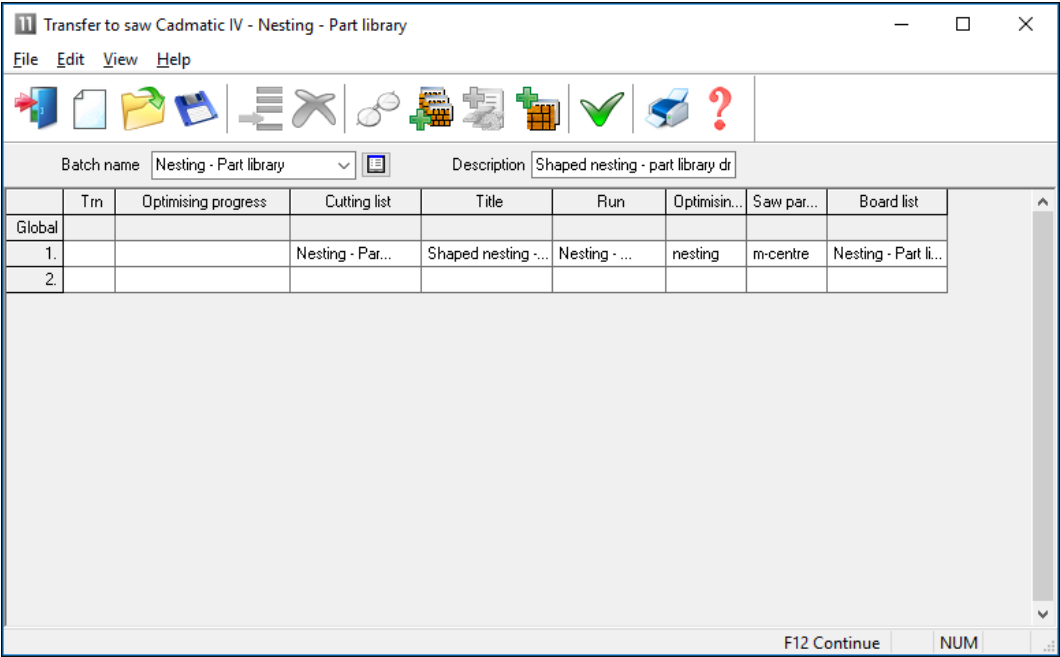 11 Transfer to saw Cadmatic IV - Nesting - Part library
File Edit View Help
?
Batch name Nesting - Part library Description Shaped nesting - part library dr
Trn Optimising progress Cutting list Title Run Optimisin... Saw par... Board list
Global
1. Nesting - Par... Shaped nesting -... Nesting - ... nesting m-centre Nesting - Part li...
2.
F12 Continue NUM